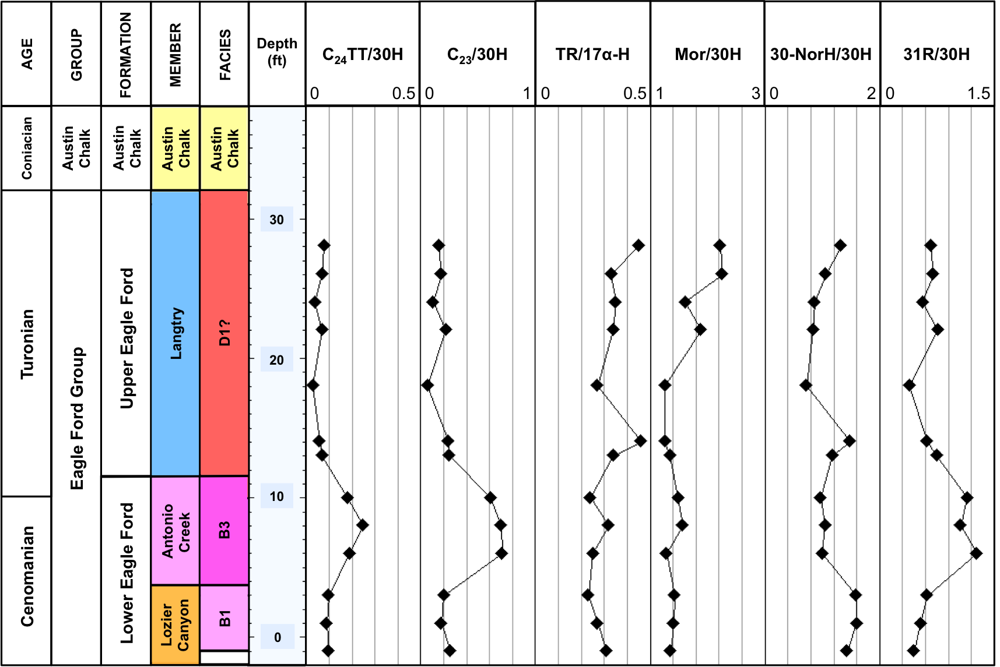 AGE
GROUP
FORMATION
MEMBER
FACIES
Depth
(ft)
C₂₄TT/30H
C₂₃/30H
TR/17α-H
Mor/30H
30-NorH/30H
31R/30H
0 0.5
0 1
0 0.5
1 3
0 2
0 1.5
Coniacian
Austin
Chalk
Austin
Chalk
Austin
Chalk
Austin
Chalk
Turonian
Cenomanian
Eagle Ford Group
Upper Eagle Ford
Lower Eagle Ford
Langtry
Antonio
Creek
Lozier
Canyon
D1?
B3
B1
30
20
10
0